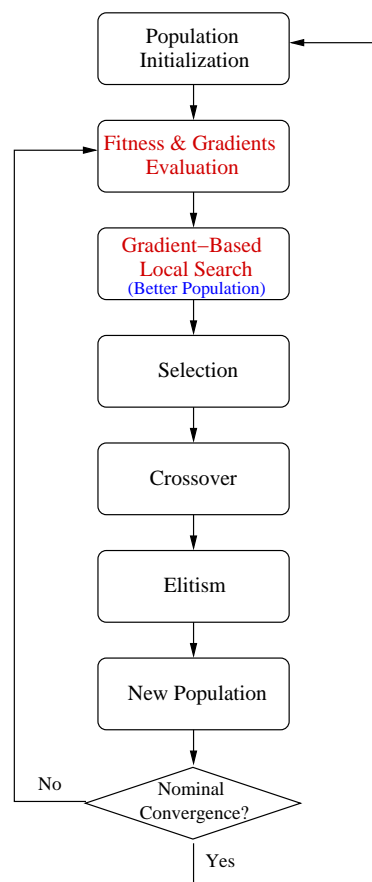 Population
Initialization
Fitness & Gradients
Evaluation
Gradient−Based
Local Search
(Better Population)
Selection
Crossover
Elitism
New Population
No
Nominal
Convergence?
Yes